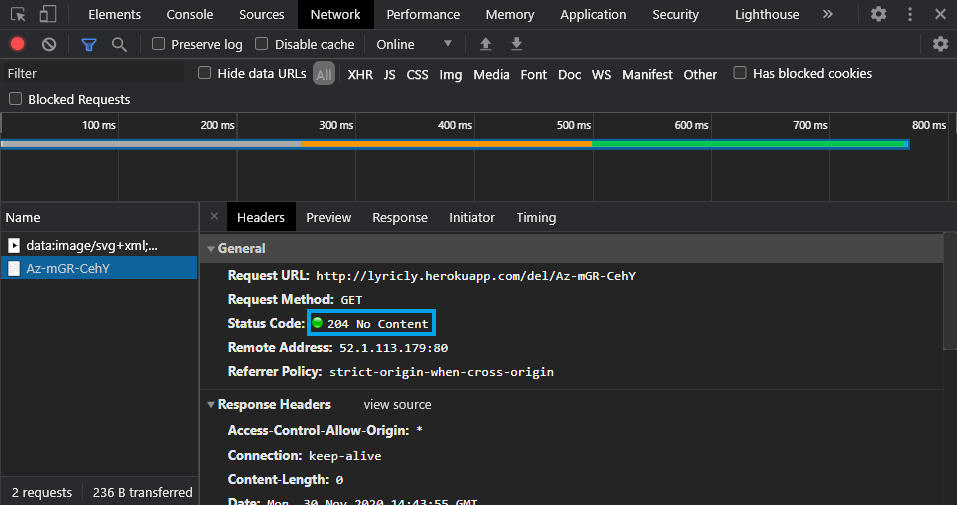 Elements Console Sources Network Performance Memory Application Security Lighthouse »
Preserve log Disable cache Online
Filter Hide data URLs All XHR JS CSS Img Media Font Doc WS Manifest Other Has blocked cookies
Blocked Requests
100 ms 200 ms 300 ms 400 ms 500 ms 600 ms 700 ms 800 ms
Name × Headers Preview Response Initiator Timing
data:image/svg+xml;...
Az-mGR-CehY
General
Request URL: http://lyricly.herokuapp.com/del/Az-mGR-CehY
Request Method: GET
Status Code: 204 No Content
Remote Address: 52.1.113.179:80
Referrer Policy: strict-origin-when-cross-origin
Response Headers view source
Access-Control-Allow-Origin: *
Connection: keep-alive
Content-Length: 0
Date: Mon, 30 Nov 2020 14:43:55 GMT
2 requests 236 B transferred